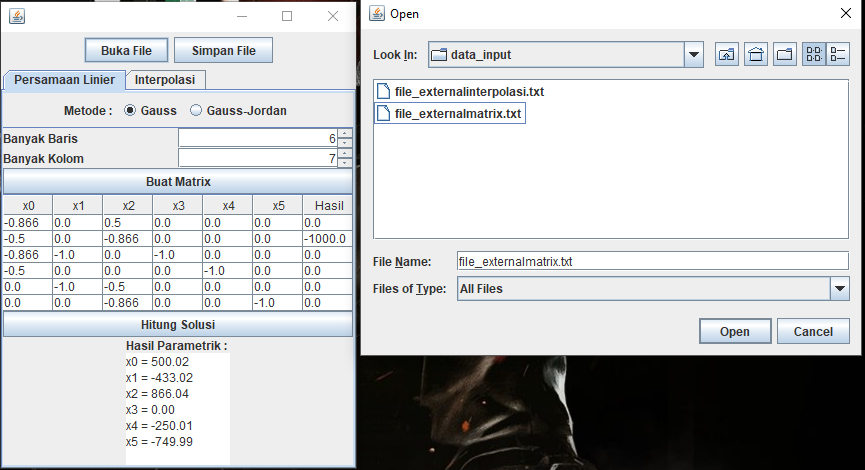 Buka File Simpan File
Persamaan Linier Interpolasi
Metode : Gauss Gauss-Jordan
Banyak Baris 6
Banyak Kolom 7
Buat Matrix
x0 x1 x2 x3 x4 x5 Hasil
-0.866 0.0 0.5 0.0 0.0 0.0 0.0
-0.5 0.0 -0.866 0.0 0.0 0.0 -1000.0
-0.866 -1.0 0.0 -1.0 0.0 0.0 0.0
-0.5 0.0 0.0 0.0 -1.0 0.0 0.0
0.0 -1.0 -0.5 0.0 0.0 0.0 0.0
0.0 0.0 -0.866 0.0 0.0 -1.0 0.0
Hitung Solusi
Hasil Parametrik :
x0 = 500.02
x1 = -433.02
x2 = 866.04
x3 = 0.00
x4 = -250.01
x5 = -749.99
Open
Look In: data_input
file_externalinterpolasi.txt
file_externalmatrix.txt
File Name: file_externalmatrix.txt
Files of Type: All Files
Open Cancel